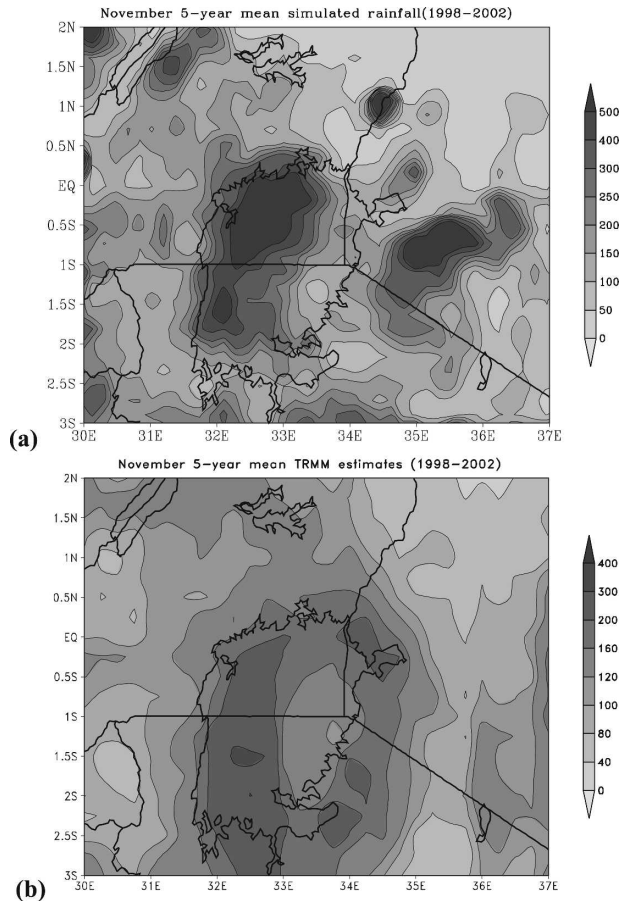 November 5-year mean simulated rainfall(1998-2002)
2N
1.5N
1N
0.5N
EQ
0.5S
1S
1.5S
2S
2.5S
3S
30E 31E 32E 33E 34E 35E 36E 37E
500
400
300
250
200
150
100
50
0
(a)
November 5-year mean TRMM estimates (1998-2002)
2N
1.5N
1N
0.5N
EQ
0.5S
1S
1.5S
2S
2.5S
3S
30E 31E 32E 33E 34E 35E 36E 37E
400
300
200
160
120
100
80
40
0
(b)